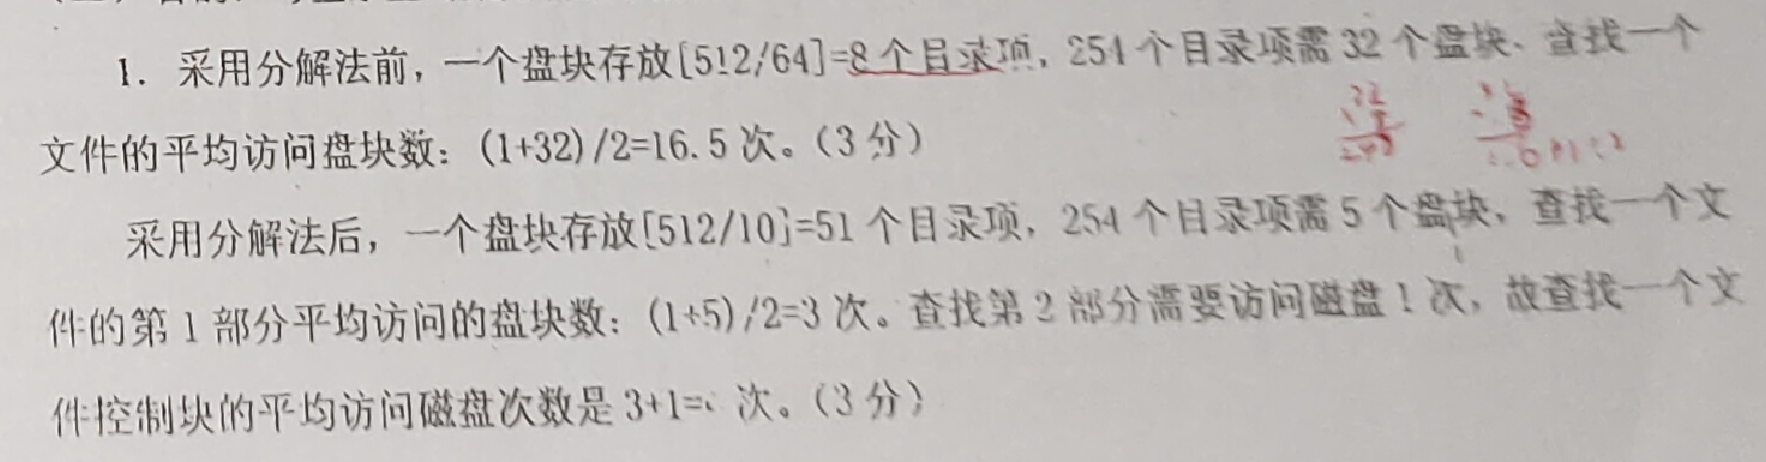 1. 采用分解法前，一个盘块存放[512/64]=8个目录项，254个目录项需32个盘块。查找一个
文件的平均访问盘块数：(1+32)/2=16.5次。（3分）
采用分解法后，一个盘块存放[512/10]=51个目录项，254个目录项需5个盘块，查找一个文
件的第1部分平均访问的盘块数：(1+5)/2=3次。查找第2部分需要访问磁盘1次，故查找一个文
件控制块的平均访问磁盘次数是3+1= 次。（3分）